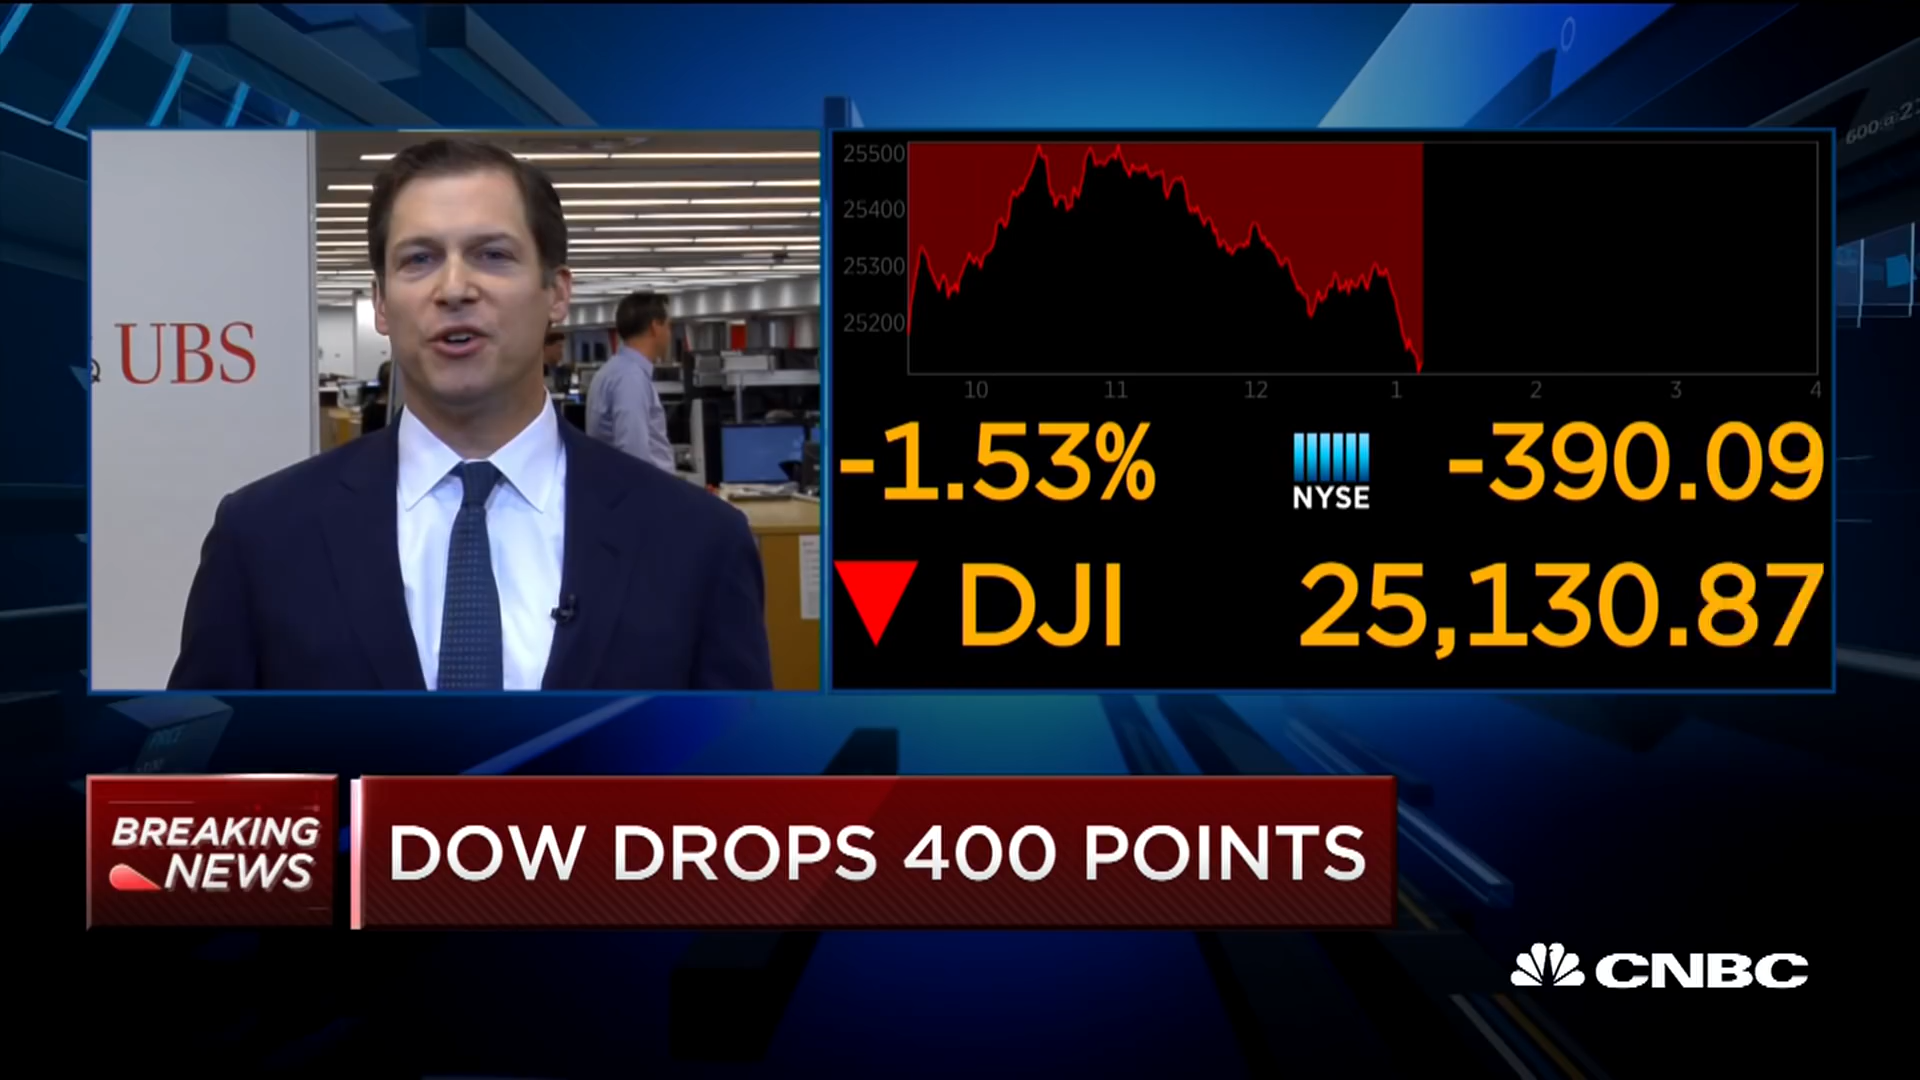 UBS
25500
25400
25300
25200
10 11 12 1 2 3 4
-1.53% NYSE -390.09
DJI 25,130.87
BREAKING NEWS
DOW DROPS 400 POINTS
CNBC